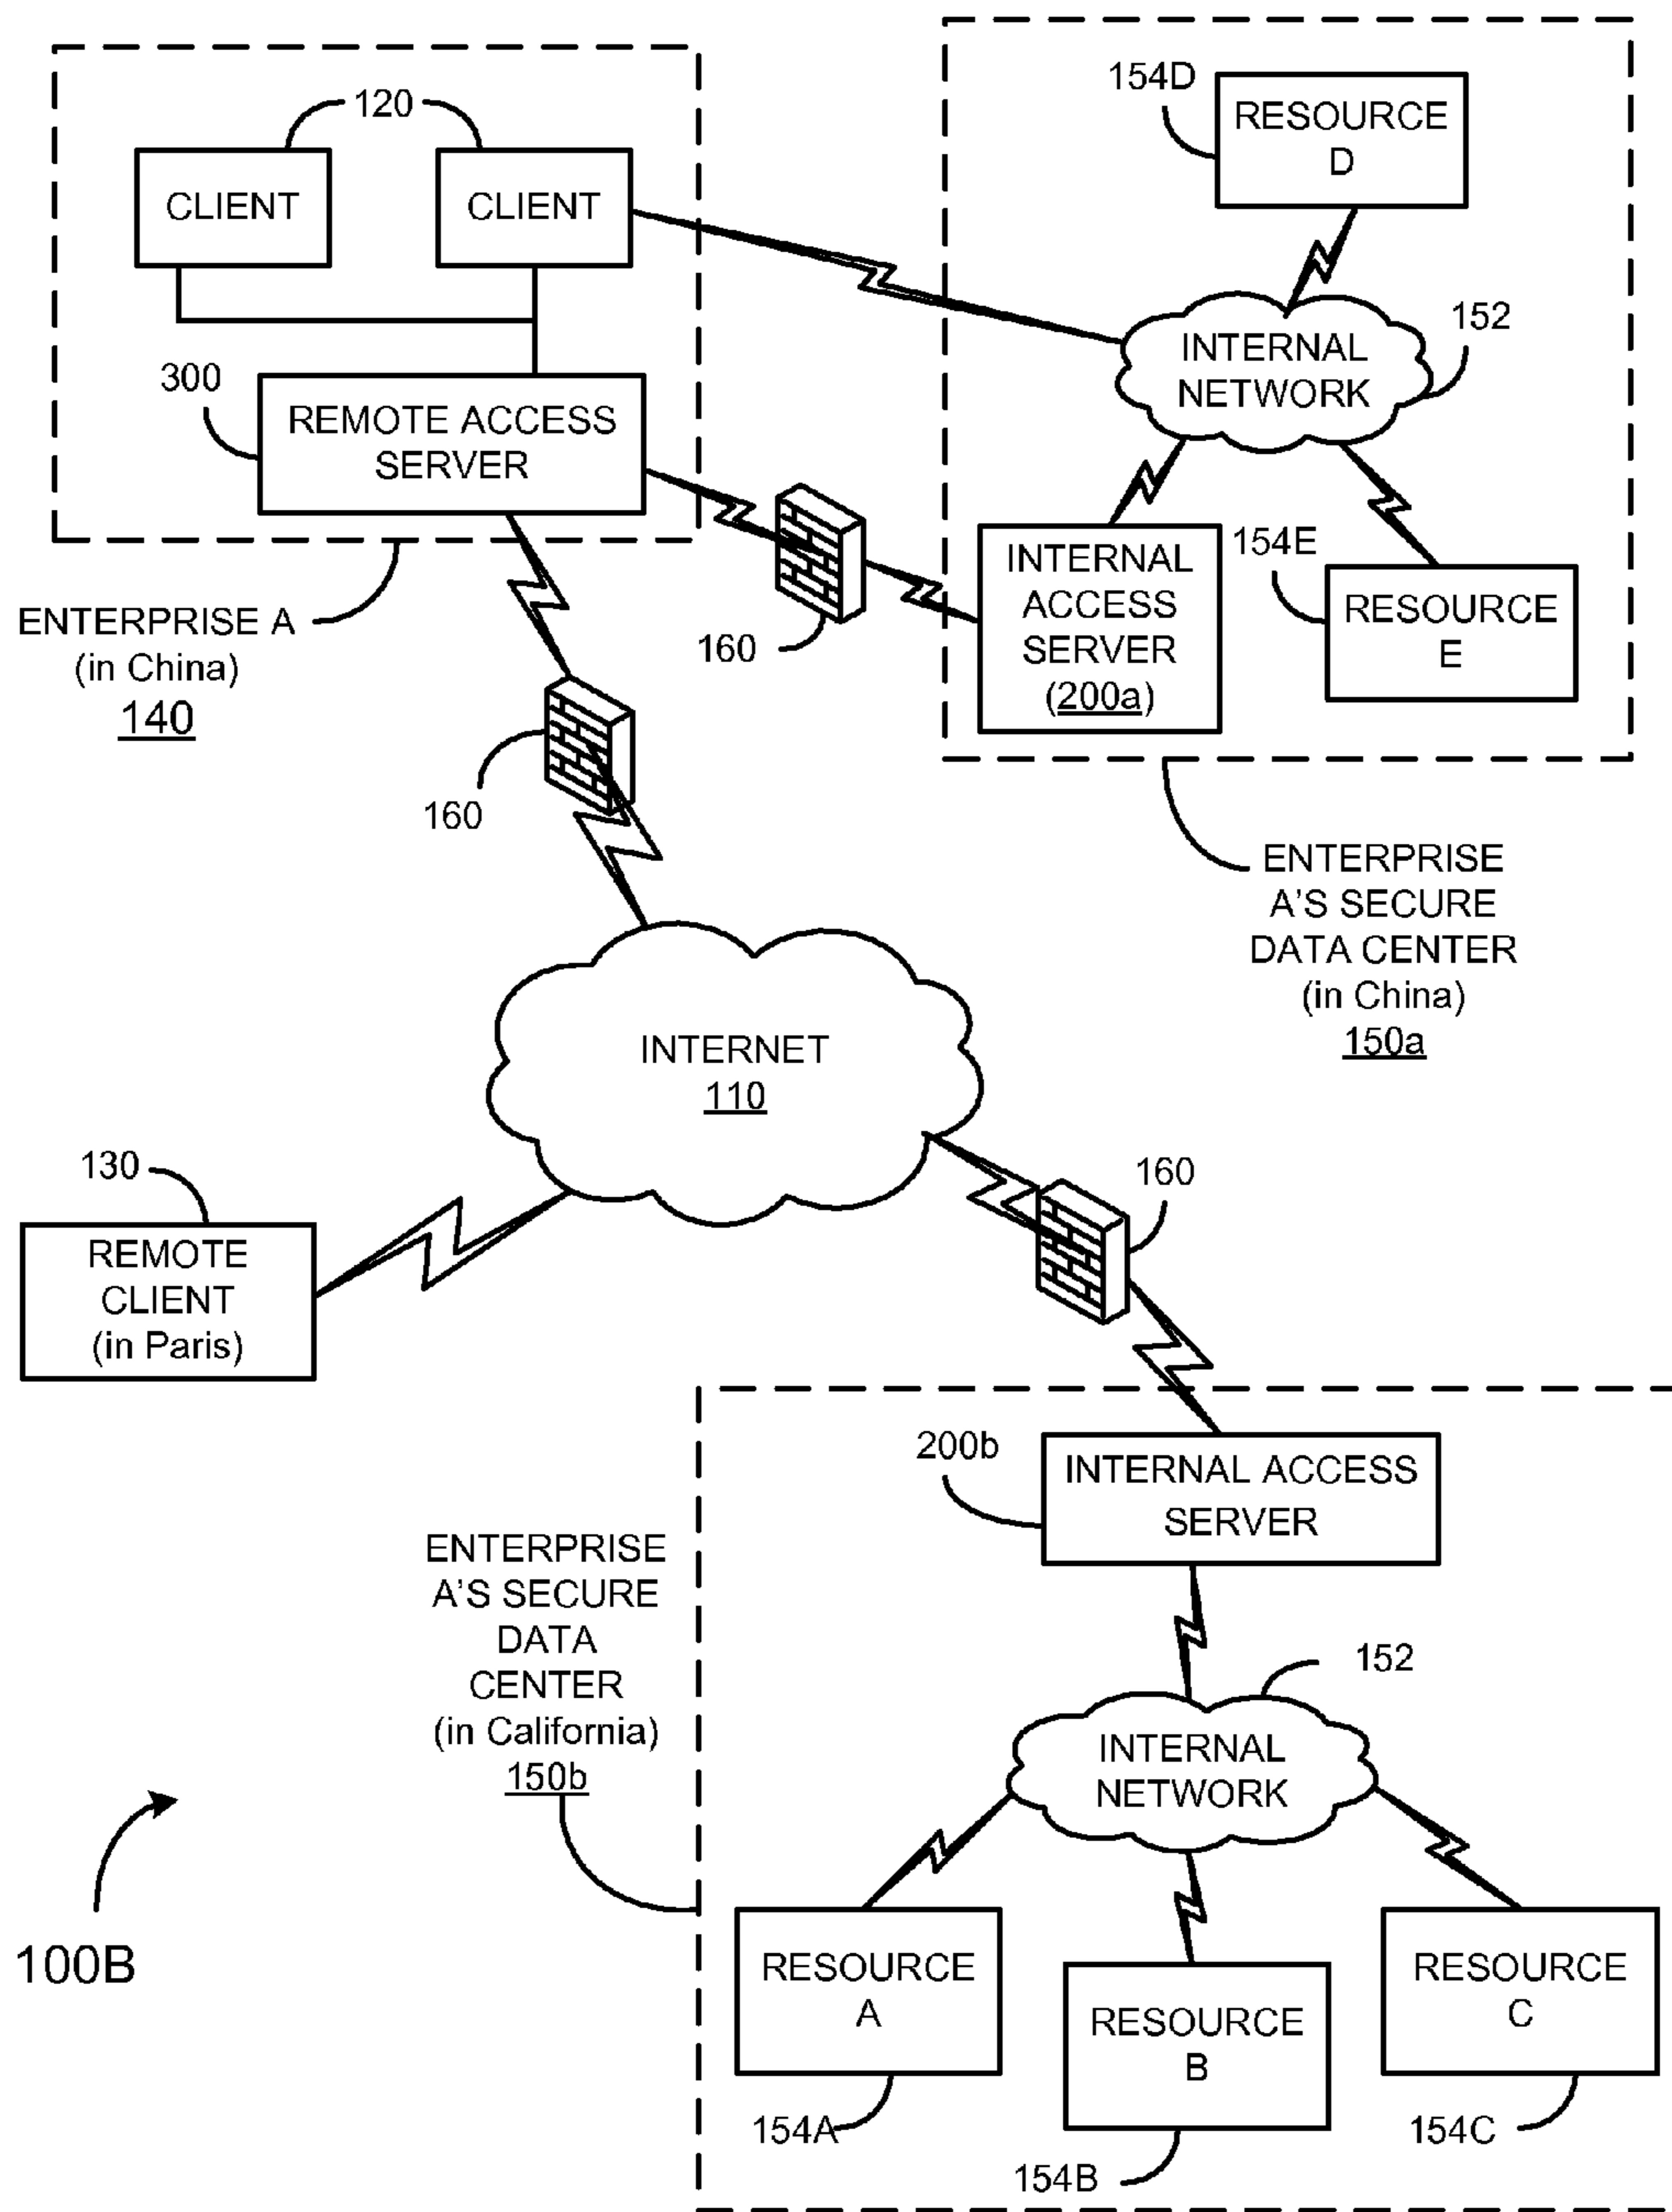 120
CLIENT
CLIENT
300
REMOTE ACCESS
SERVER
ENTERPRISE A
(in China)
140
154D
RESOURCE
D
152
INTERNAL
NETWORK
INTERNAL
ACCESS
SERVER
(200a)
154E
RESOURCE
E
160
160
ENTERPRISE
A'S SECURE
DATA CENTER
(in China)
150a
INTERNET
110
130
REMOTE
CLIENT
(in Paris)
160
200b
INTERNAL ACCESS
SERVER
ENTERPRISE
A'S SECURE
DATA
CENTER
(in California)
150b
152
INTERNAL
NETWORK
100B
RESOURCE
A
RESOURCE
B
RESOURCE
C
154A
154B
154C